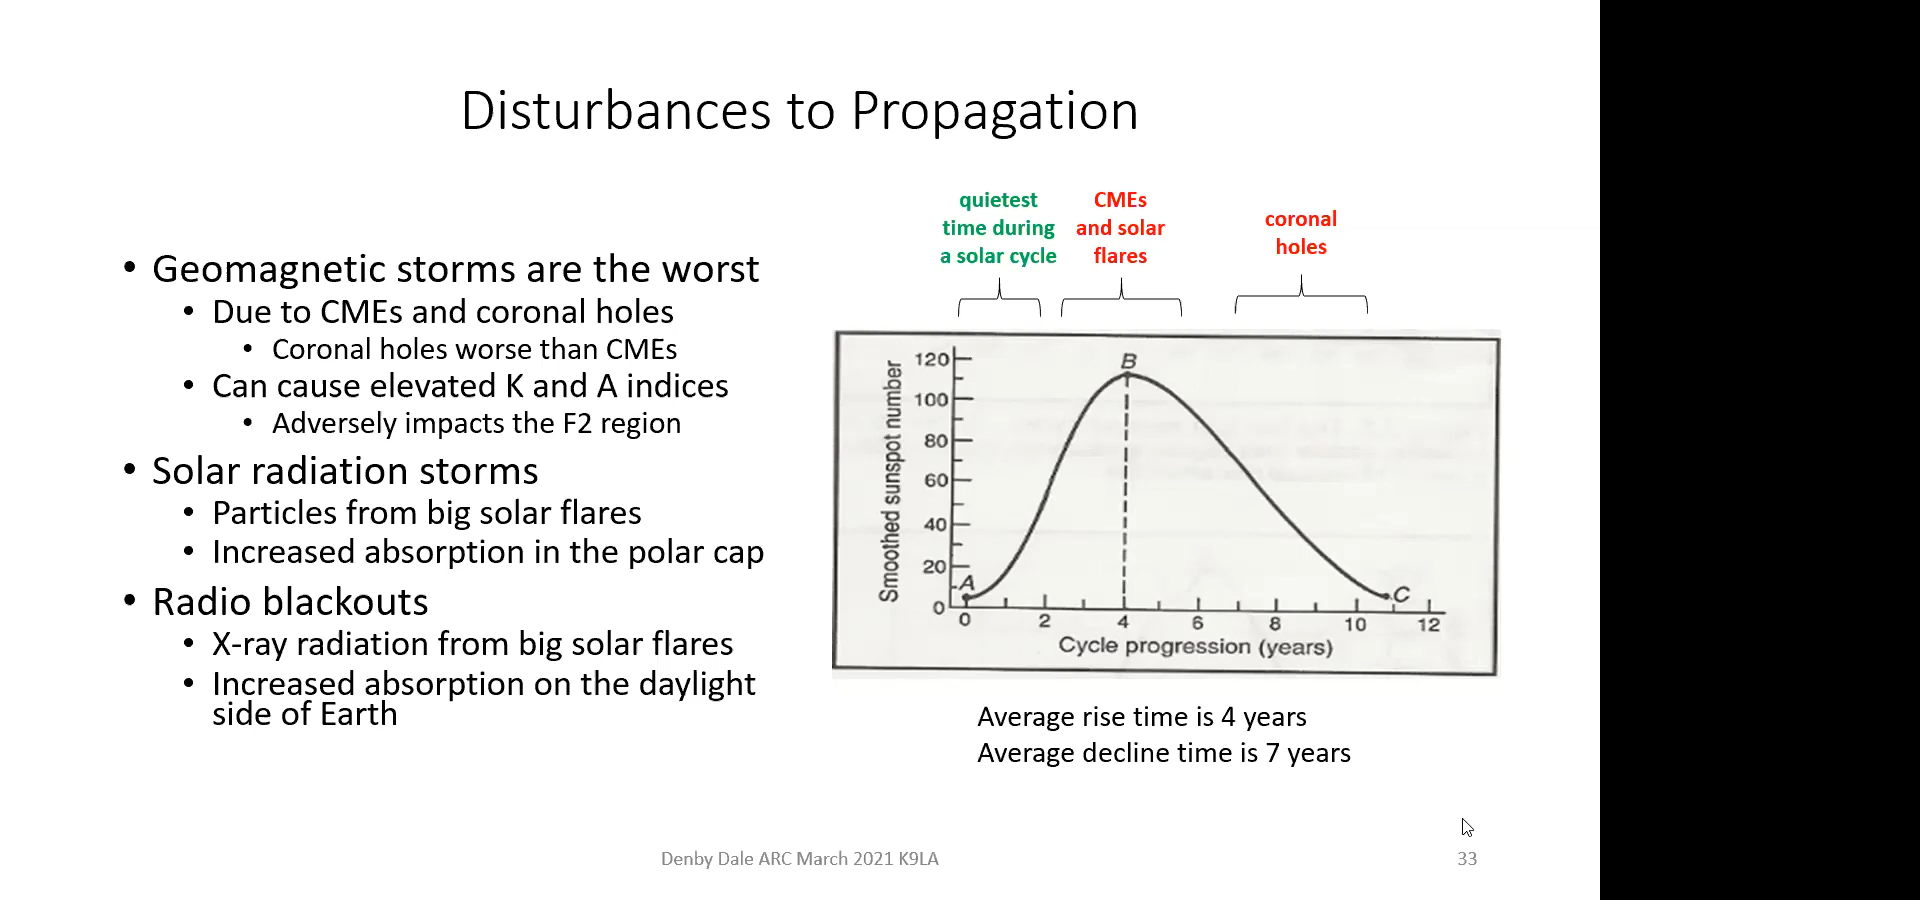 Disturbances to Propagation
• Geomagnetic storms are the worst
• Due to CMEs and coronal holes
• Coronal holes worse than CMEs
• Can cause elevated K and A indices
• Adversely impacts the F2 region
• Solar radiation storms
• Particles from big solar flares
• Increased absorption in the polar cap
• Radio blackouts
• X-ray radiation from big solar flares
• Increased absorption on the daylight
side of Earth
quietest
time during
a solar cycle
CMEs
and solar
flares
coronal
holes
Smoothed sunspot number
120
100
80
60
40
20
0
A
B
C
0 2 4 6 8 10 12
Cycle progression (years)
Average rise time is 4 years
Average decline time is 7 years
Denby Dale ARC March 2021 K9LA
33